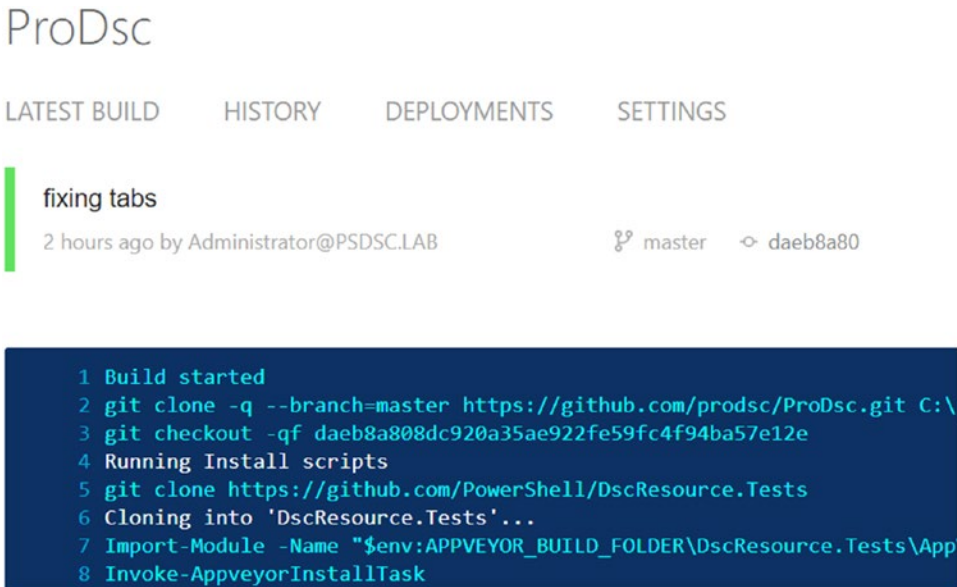 ProDsc
LATEST BUILD HISTORY DEPLOYMENTS SETTINGS
fixing tabs
2 hours ago by Administrator@PSDSC.LAB master daeb8a80
1 Build started
2 git clone -q --branch=master https://github.com/prodsc/ProDsc.git C:\
3 git checkout -qf daeb8a808dc920a35ae922fe59fc4f94ba57e12e
4 Running Install scripts
5 git clone https://github.com/PowerShell/DscResource.Tests
6 Cloning into 'DscResource.Tests'...
7 Import-Module -Name "$env:APPVEYOR_BUILD_FOLDER\DscResource.Tests\App
8 Invoke-AppveyorInstallTask